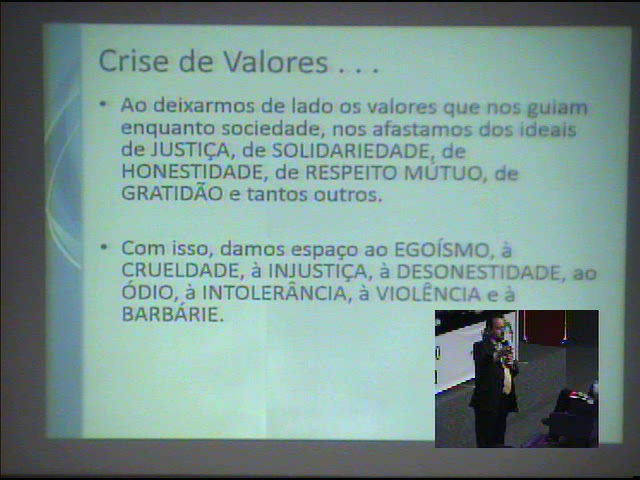 Crise de Valores . . .
• Ao deixarmos de lado os valores que nos guiam
enquanto sociedade, nos afastamos dos ideais
de JUSTIÇA, de SOLIDARIEDADE, de
HONESTIDADE, de RESPEITO MÚTUO, de
GRATIDÃO e tantos outros.
• Com isso, damos espaço ao EGOÍSMO, à
CRUELDADE, à INJUSTIÇA, à DESONESTIDADE, ao
ÓDIO, à INTOLERÂNCIA, à VIOLÊNCIA e à
BARBÁRIE.